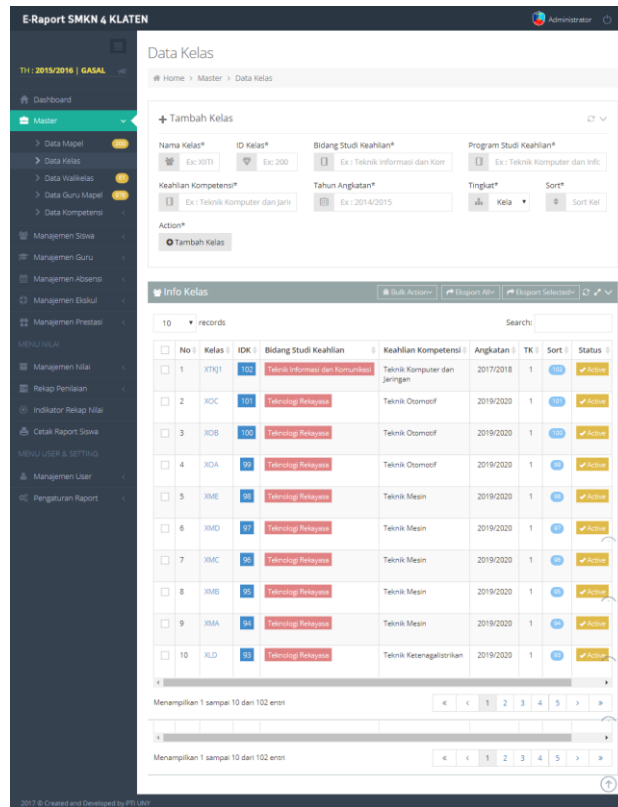 E-Raport SMKN 4 KLATEN
Administrator
TH : 2015/2016 | GASAL
Dashboard
Master
Data Mapel 200
Data Kelas
Data Walikelas
Data Guru Mapel
Data Kompetensi
Manajemen Siswa
Manajemen Guru
Manajemen Absensi
Manajemen Ekskul
Manajemen Prestasi
MENU NILAI
Manajemen Nilai
Rekap Penilaian
Indikator Rekap Nilai
Cetak Raport Siswa
MENU USER & SETTING
Manajemen User
Pengaturan Raport
Data Kelas
Home > Master > Data Kelas
Tambah Kelas
Nama Kelas* ID Kelas* Bidang Studi Keahlian* Program Studi Keahlian*
Ex: XIITI Ex: 200 Ex : Teknik Informasi dan Kom Ex : Teknik Komputer dan Info
Keahlian Kompetensi* Tahun Angkatan* Tingkat* Sort*
Ex : Teknik Komputer dan Jarin Ex : 2014/2015 Kela Sort Kel
Action*
Tambah Kelas
Info Kelas Bulk Action Eksport All Eksport Selected
10 records Search:
No Kelas IDK Bidang Studi Keahlian Keahlian Kompetensi Angkatan TK Sort Status
1 XTKJ1 102 Teknik Informasi dan Komunikasi Teknik Komputer dan Jaringan 2017/2018 1 102 Active
2 XOC 101 Teknologi Rekayasa Teknik Otomotif 2019/2020 1 101 Active
3 XOB 100 Teknologi Rekayasa Teknik Otomotif 2019/2020 1 100 Active
4 XOA 99 Teknologi Rekayasa Teknik Otomotif 2019/2020 1 99 Active
5 XME 98 Teknologi Rekayasa Teknik Mesin 2019/2020 1 98 Active
6 XMD 97 Teknologi Rekayasa Teknik Mesin 2019/2020 1 97 Active
7 XMC 96 Teknologi Rekayasa Teknik Mesin 2019/2020 1 96 Active
8 XMB 95 Teknologi Rekayasa Teknik Mesin 2019/2020 1 95 Active
9 XMA 94 Teknologi Rekayasa Teknik Mesin 2019/2020 1 94 Active
10 XLD 93 Teknologi Rekayasa Teknik Ketenagalistrikan 2019/2020 1 93 Active
Menampilkan 1 sampai 10 dari 102 entri « < 1 2 3 4 5 > »
Menampilkan 1 sampai 10 dari 102 entri « < 1 2 3 4 5 > »
2017 © Created and Developed by PTI UNY